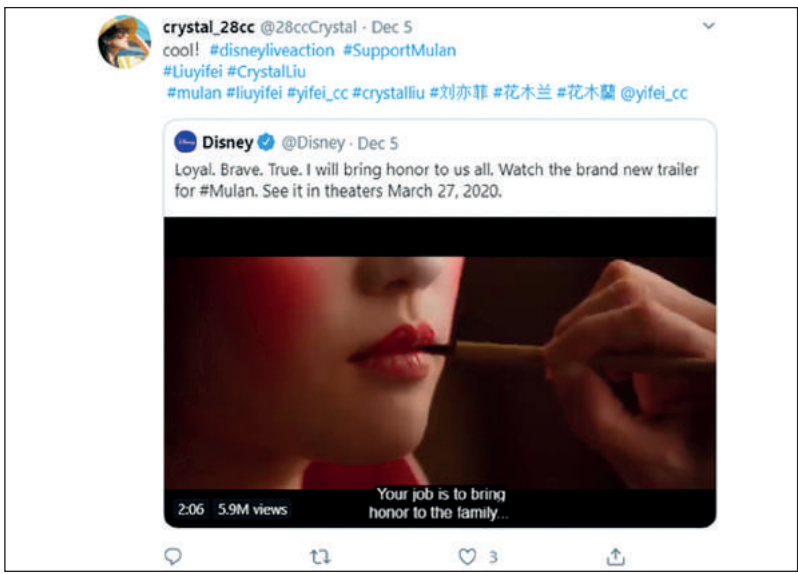 crystal_28cc @28ccCrystal · Dec 5
cool! #disneyliveaction #SupportMulan
#Liuyifei #CrystalLiu
#mulan #liuyifei #yifei_cc #crystalliu #刘亦菲 #花木兰 #花木蘭 @yifei_cc
Disney @Disney · Dec 5
Loyal. Brave. True. I will bring honor to us all. Watch the brand new trailer
for #Mulan. See it in theaters March 27, 2020.
Your job is to bring
honor to the family...
2:06 5.9M views
3